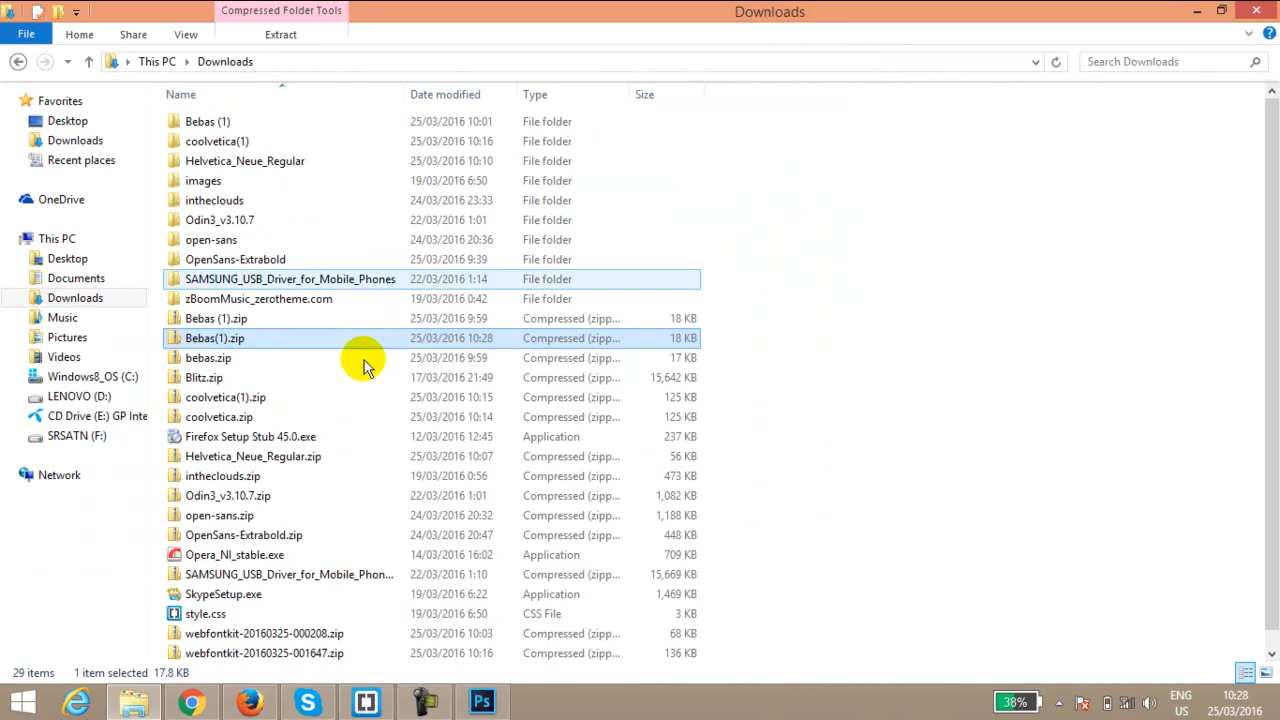 Compressed Folder Tools
Downloads
File Home Share View Extract
This PC Downloads
Search Downloads
Name Date modified Type Size
Favorites
Desktop
Downloads
Recent places
OneDrive
This PC
Desktop
Documents
Downloads
Music
Pictures
Videos
Windows8_OS (C:)
LENOVO (D:)
CD Drive (E:) GP Inte
SRSATN (F:)
Network
Bebas (1) 25/03/2016 10:01 File folder
coolvetica(1) 25/03/2016 10:16 File folder
Helvetica_Neue_Regular 25/03/2016 10:10 File folder
images 19/03/2016 6:50 File folder
intheclouds 24/03/2016 23:33 File folder
Odin3_v3.10.7 22/03/2016 1:01 File folder
open-sans 24/03/2016 20:36 File folder
OpenSans-Extrabold 25/03/2016 9:39 File folder
SAMSUNG_USB_Driver_for_Mobile_Phones 22/03/2016 1:14 File folder
zBoomMusic_zerotheme.com 19/03/2016 0:42 File folder
Bebas (1).zip 25/03/2016 9:59 Compressed (zipp... 18 KB
Bebas(1).zip 25/03/2016 10:28 Compressed (zipp... 18 KB
bebas.zip 25/03/2016 9:59 Compressed (zipp... 17 KB
Blitz.zip 17/03/2016 21:49 Compressed (zipp... 15,642 KB
coolvetica(1).zip 25/03/2016 10:15 Compressed (zipp... 125 KB
coolvetica.zip 25/03/2016 10:14 Compressed (zipp... 125 KB
Firefox Setup Stub 45.0.exe 12/03/2016 12:45 Application 237 KB
Helvetica_Neue_Regular.zip 25/03/2016 10:07 Compressed (zipp... 56 KB
intheclouds.zip 19/03/2016 0:56 Compressed (zipp... 473 KB
Odin3_v3.10.7.zip 22/03/2016 1:01 Compressed (zipp... 1,082 KB
open-sans.zip 24/03/2016 20:32 Compressed (zipp... 1,188 KB
OpenSans-Extrabold.zip 24/03/2016 20:47 Compressed (zipp... 448 KB
Opera_NI_stable.exe 14/03/2016 16:02 Application 709 KB
SAMSUNG_USB_Driver_for_Mobile_Phon... 22/03/2016 1:10 Compressed (zipp... 15,669 KB
SkypeSetup.exe 19/03/2016 6:22 Application 1,469 KB
style.css 19/03/2016 6:50 CSS File 3 KB
webfontkit-20160325-000208.zip 25/03/2016 10:03 Compressed (zipp... 68 KB
webfontkit-20160325-001647.zip 25/03/2016 10:16 Compressed (zipp... 136 KB
29 items 1 item selected 17.8 KB
Ps
38%
ENG
US
10:28
25/03/2016